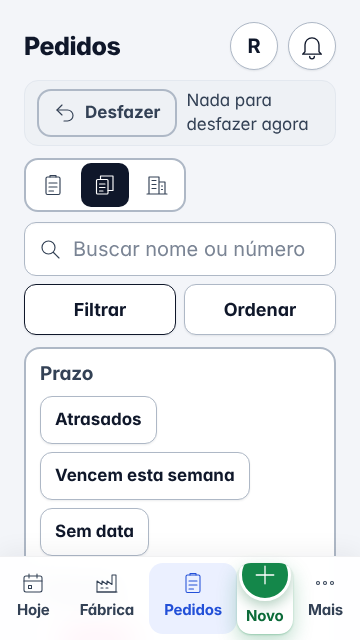 Pedidos
R
Desfazer
Nada para
desfazer agora
Buscar nome ou número
Filtrar
Ordenar
Prazo
Atrasados
Vencem esta semana
Sem data
Hoje
Fábrica
Pedidos
Novo
Mais